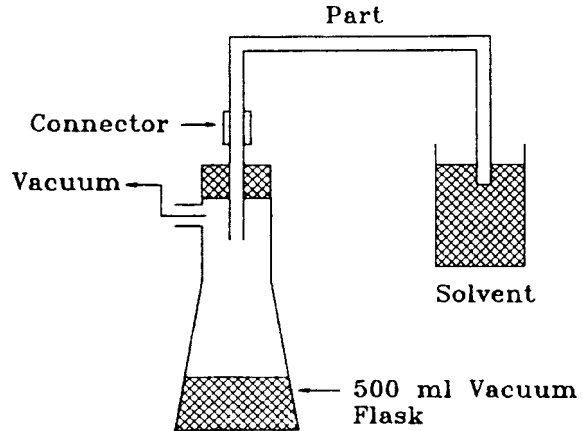 Part
Connector
Vacuum
Solvent
500 ml Vacuum
Flask